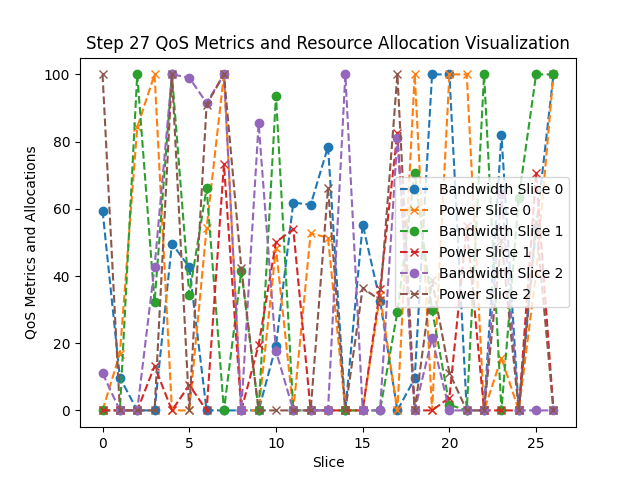 Step 27 QoS Metrics and Resource Allocation Visualization
100
80
60
40
20
0
QoS Metrics and Allocations
Bandwidth Slice 0
Power Slice 0
Bandwidth Slice 1
Power Slice 1
Bandwidth Slice 2
Power Slice 2
0 5 10 15 20 25
Slice